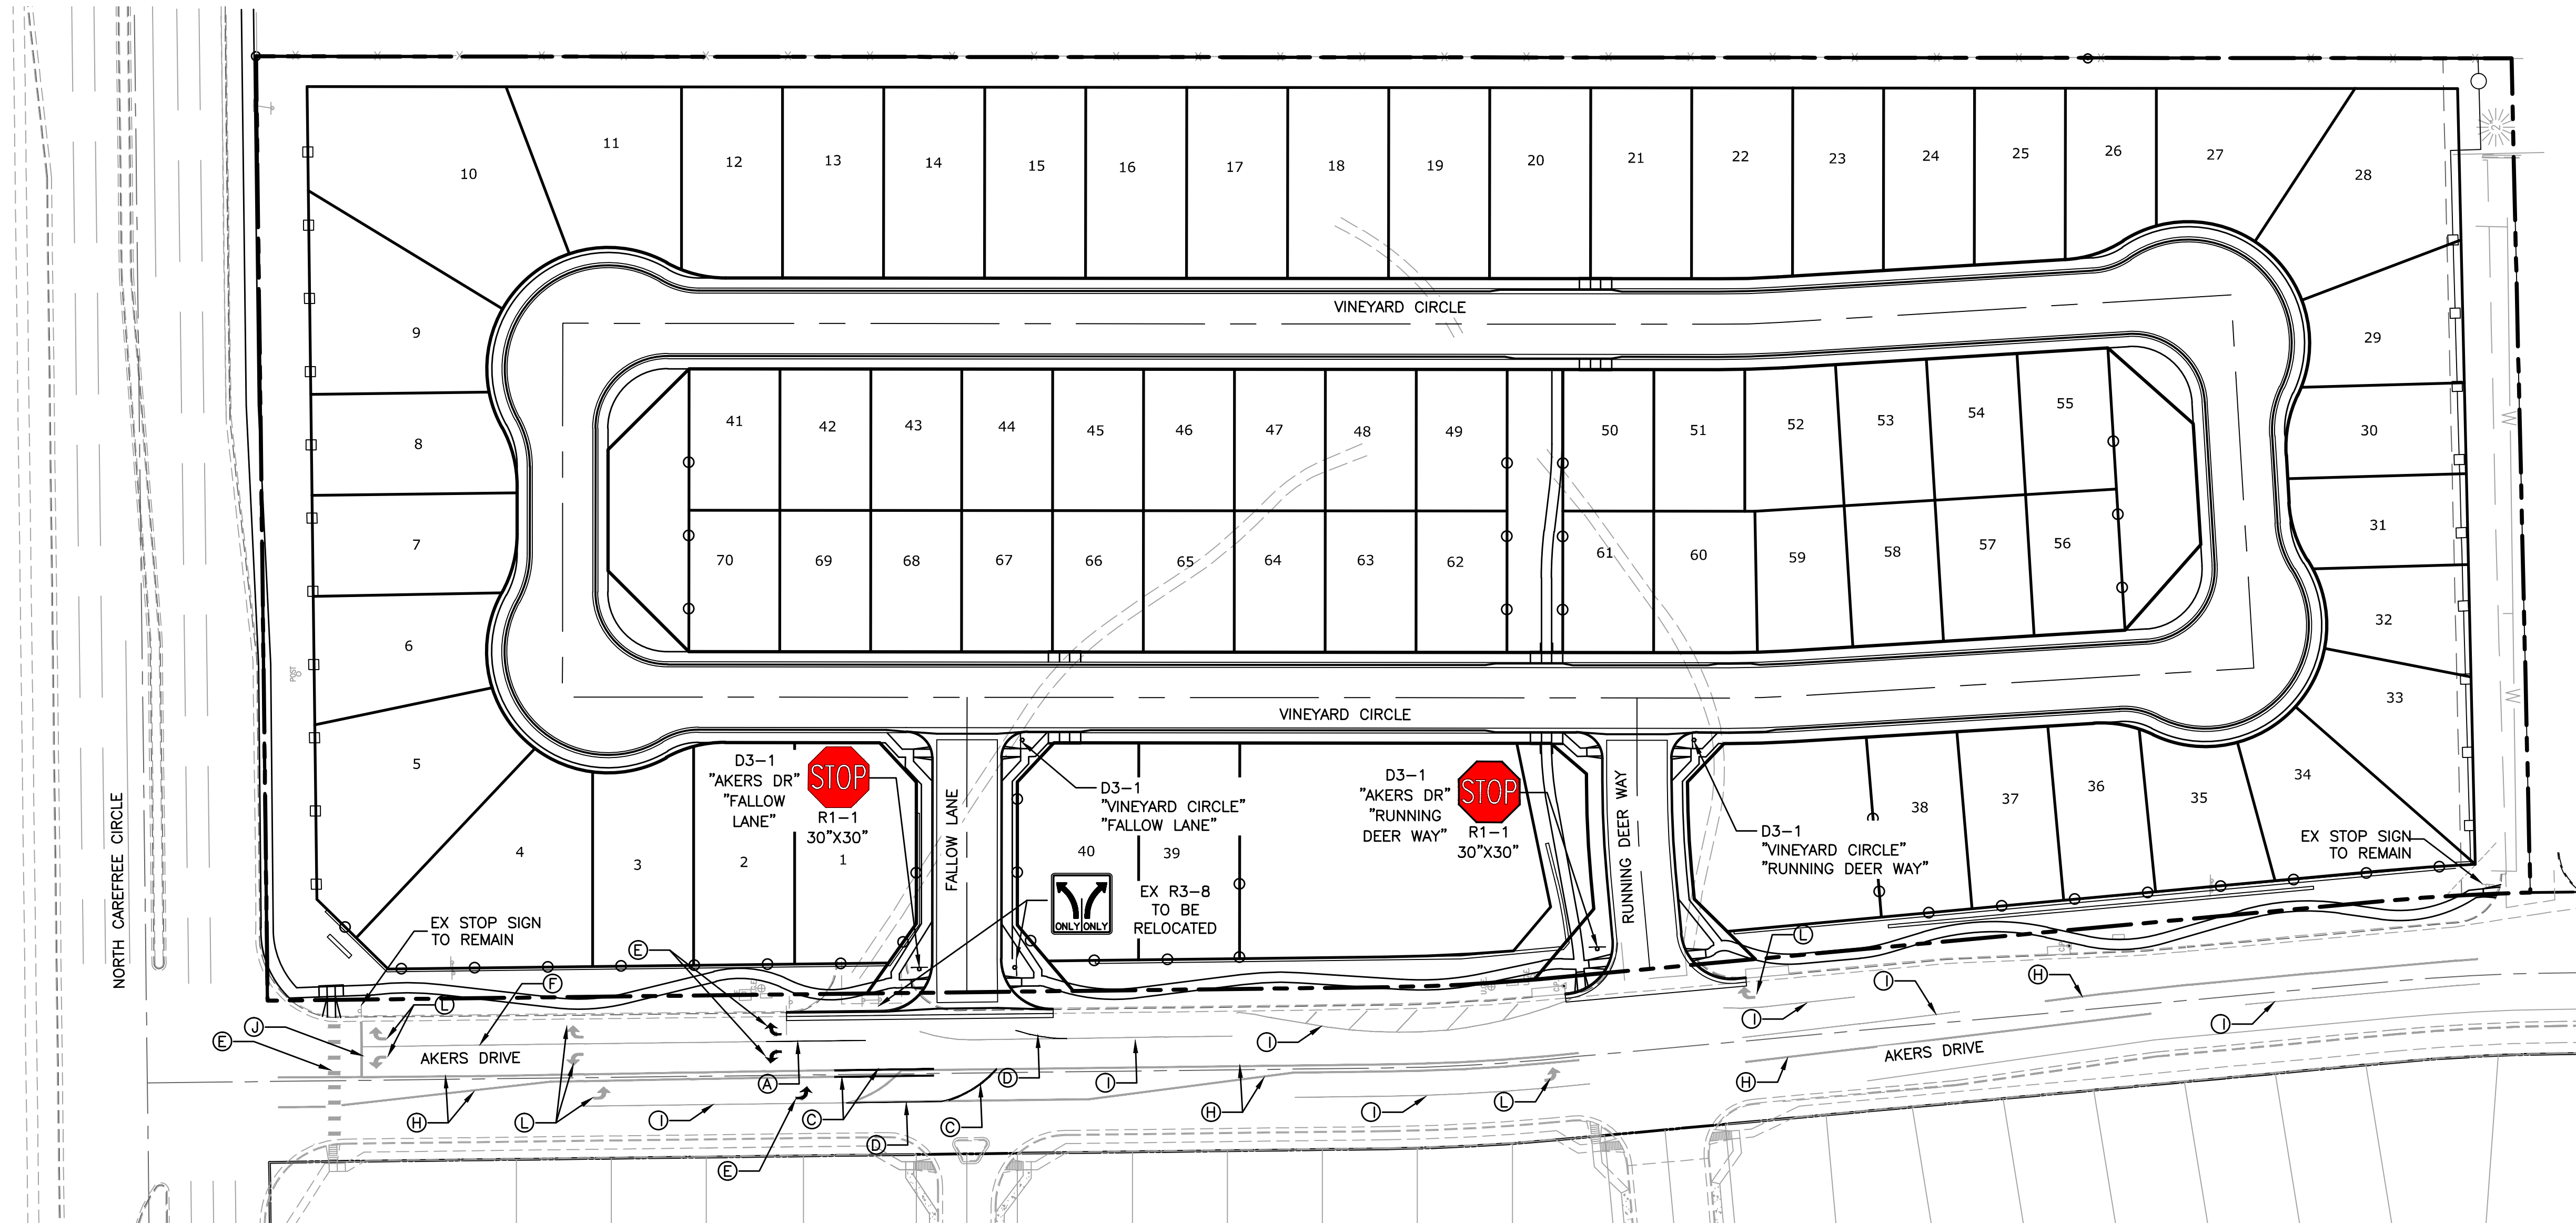 10
11
12
13
14
15
16
17
18
19
20
21
22
23
24
25
26
27
28
VINEYARD CIRCLE
9
29
8
41
42
43
44
45
46
47
48
49
50
51
52
53
54
55
30
7
70
69
68
67
66
65
64
63
62
61
60
59
58
57
56
31
6
32
POST
VINEYARD CIRCLE
33
5
34
NORTH CAREFREE CIRCLE
4
3
2
1
D3-1
"AKERS DR"
"FALLOW
LANE"
STOP
R1-1
30"X30"
FALLOW LANE
D3-1
"VINEYARD CIRCLE"
"FALLOW LANE"
40
39
ONLY ONLY
EX R3-8
TO BE
RELOCATED
D3-1
"AKERS DR"
"RUNNING
DEER WAY"
STOP
R1-1
30"X30"
RUNNING DEER WAY
D3-1
"VINEYARD CIRCLE"
"RUNNING DEER WAY"
38
37
36
35
EX STOP SIGN
TO REMAIN
EX STOP SIGN
TO REMAIN
E
F
L
J
E
AKERS DRIVE
H
L
I
A
E
C
D
C
D
I
I
H
I
L
L
I
I
H
H
AKERS DRIVE
I